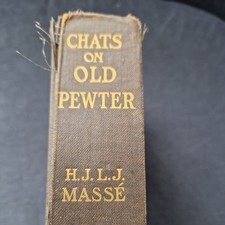 CHATS
ON
OLD
PEWTER
H.J.L.J.
MASSÉ